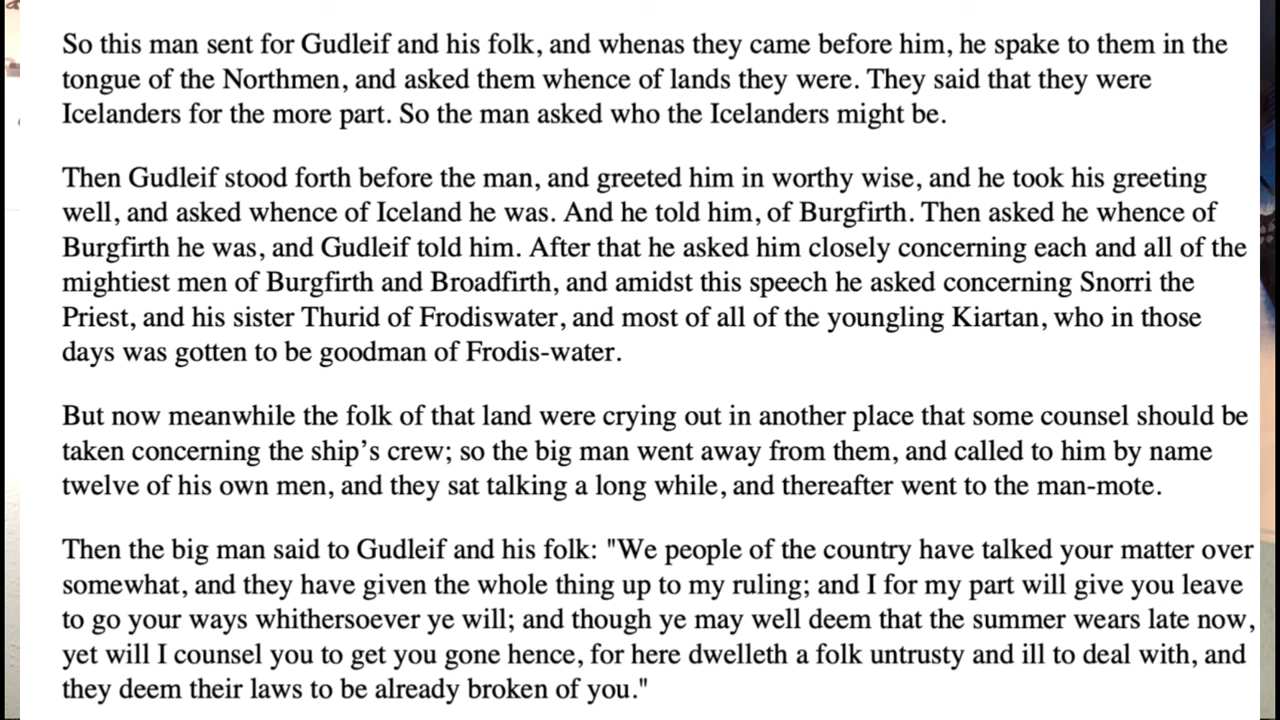 So this man sent for Gudleif and his folk, and whenas they came before him, he spake to them in the
tongue of the Northmen, and asked them whence of lands they were. They said that they were
Icelanders for the more part. So the man asked who the Icelanders might be.
Then Gudleif stood forth before the man, and greeted him in worthy wise, and he took his greeting
well, and asked whence of Iceland he was. And he told him, of Burgfirth. Then asked he whence of
Burgfirth he was, and Gudleif told him. After that he asked him closely concerning each and all of the
mightiest men of Burgfirth and Broadfirth, and amidst this speech he asked concerning Snorri the
Priest, and his sister Thurid of Frodiswater, and most of all of the youngling Kiartan, who in those
days was gotten to be goodman of Frodis-water.
But now meanwhile the folk of that land were crying out in another place that some counsel should be
taken concerning the ship’s crew; so the big man went away from them, and called to him by name
twelve of his own men, and they sat talking a long while, and thereafter went to the man-mote.
Then the big man said to Gudleif and his folk: "We people of the country have talked your matter over
somewhat, and they have given the whole thing up to my ruling; and I for my part will give you leave
to go your ways whithersoever ye will; and though ye may well deem that the summer wears late now,
yet will I counsel you to get you gone hence, for here dwelleth a folk untrusty and ill to deal with, and
they deem their laws to be already broken of you."